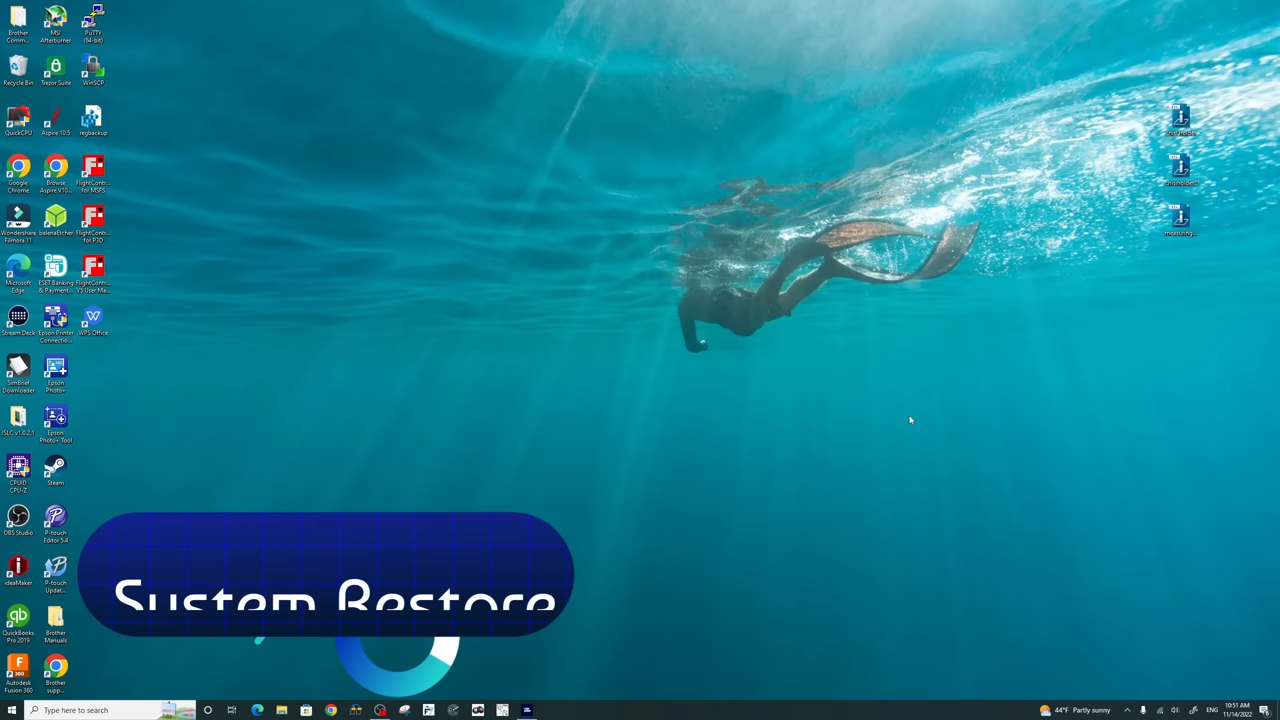 Brother
Comm...
MSI
Afterburner
PuTTY
(64-bit)
Recycle Bin
Trezor Suite
WinSCP
QuickCPU
Aspire 10.5
regbackup
Google
Chrome
Browse
Aspire V10...
FlightContr...
for MSFS
Wondershare
Filmora 11
balenaEtcher
FlightContr...
for P3D
Microsoft
Edge
ESET Banking
& Payment...
FlightContr...
V5 User Ma...
Stream Deck
Epson Printer
Connectio...
WPS Office
SimBrief
Downloader
Epson
Photo+
ISLC v1.0.2.1
Epson
Photo+ Tool
CPUID
CPU-Z
Steam
OBS Studio
P-touch
Editor 5.4
ideaMaker
P-touch
Updat...
QuickBooks
Pro 2019
Brother
Manuals
Autodesk
Fusion 360
Brother
supp...
measuring...
System Restore
Type here to search
44°F Partly sunny
ENG
10:51 AM
11/14/2022